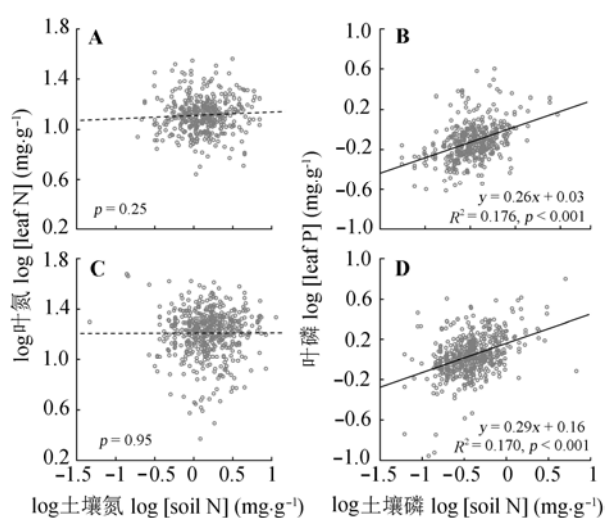 A
log叶氮 log [leaf N] (mg·g⁻¹)
1.8
1.4
1.0
0.6
0.2
p = 0.25
B
叶磷 log [leaf P] (mg·g⁻¹)
1.0
0.6
0.2
−0.2
−0.6
−1.0
y = 0.26x + 0.03
R² = 0.176, p < 0.001
C
1.8
1.4
1.0
0.6
0.2
p = 0.95
−1.5
−1
−0.5
0
0.5
1
log土壤氮 log [soil N] (mg·g⁻¹)
D
1.0
0.6
0.2
−0.2
−0.6
−1.0
y = 0.29x + 0.16
R² = 0.170, p < 0.001
−1.5
−1
−0.5
0
0.5
1
log土壤磷 log [soil N] (mg·g⁻¹)